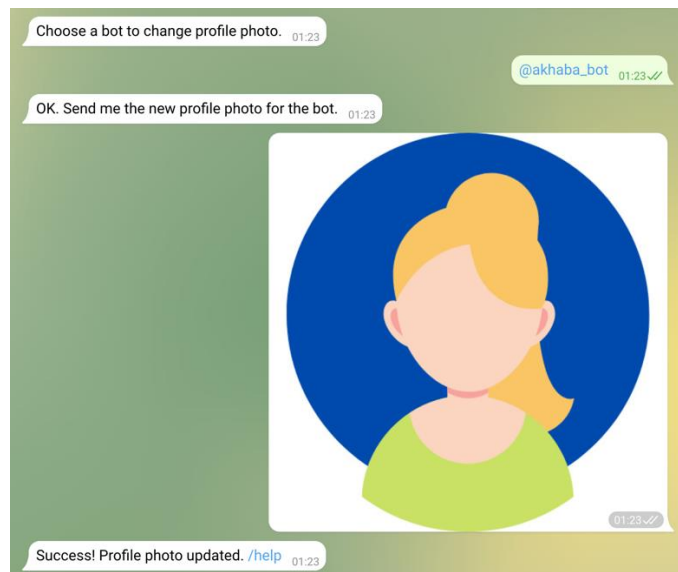 Choose a bot to change profile photo. 01:23
@akhaba_bot 01:23
OK. Send me the new profile photo for the bot. 01:23
01:23
Success! Profile photo updated. /help 01:23